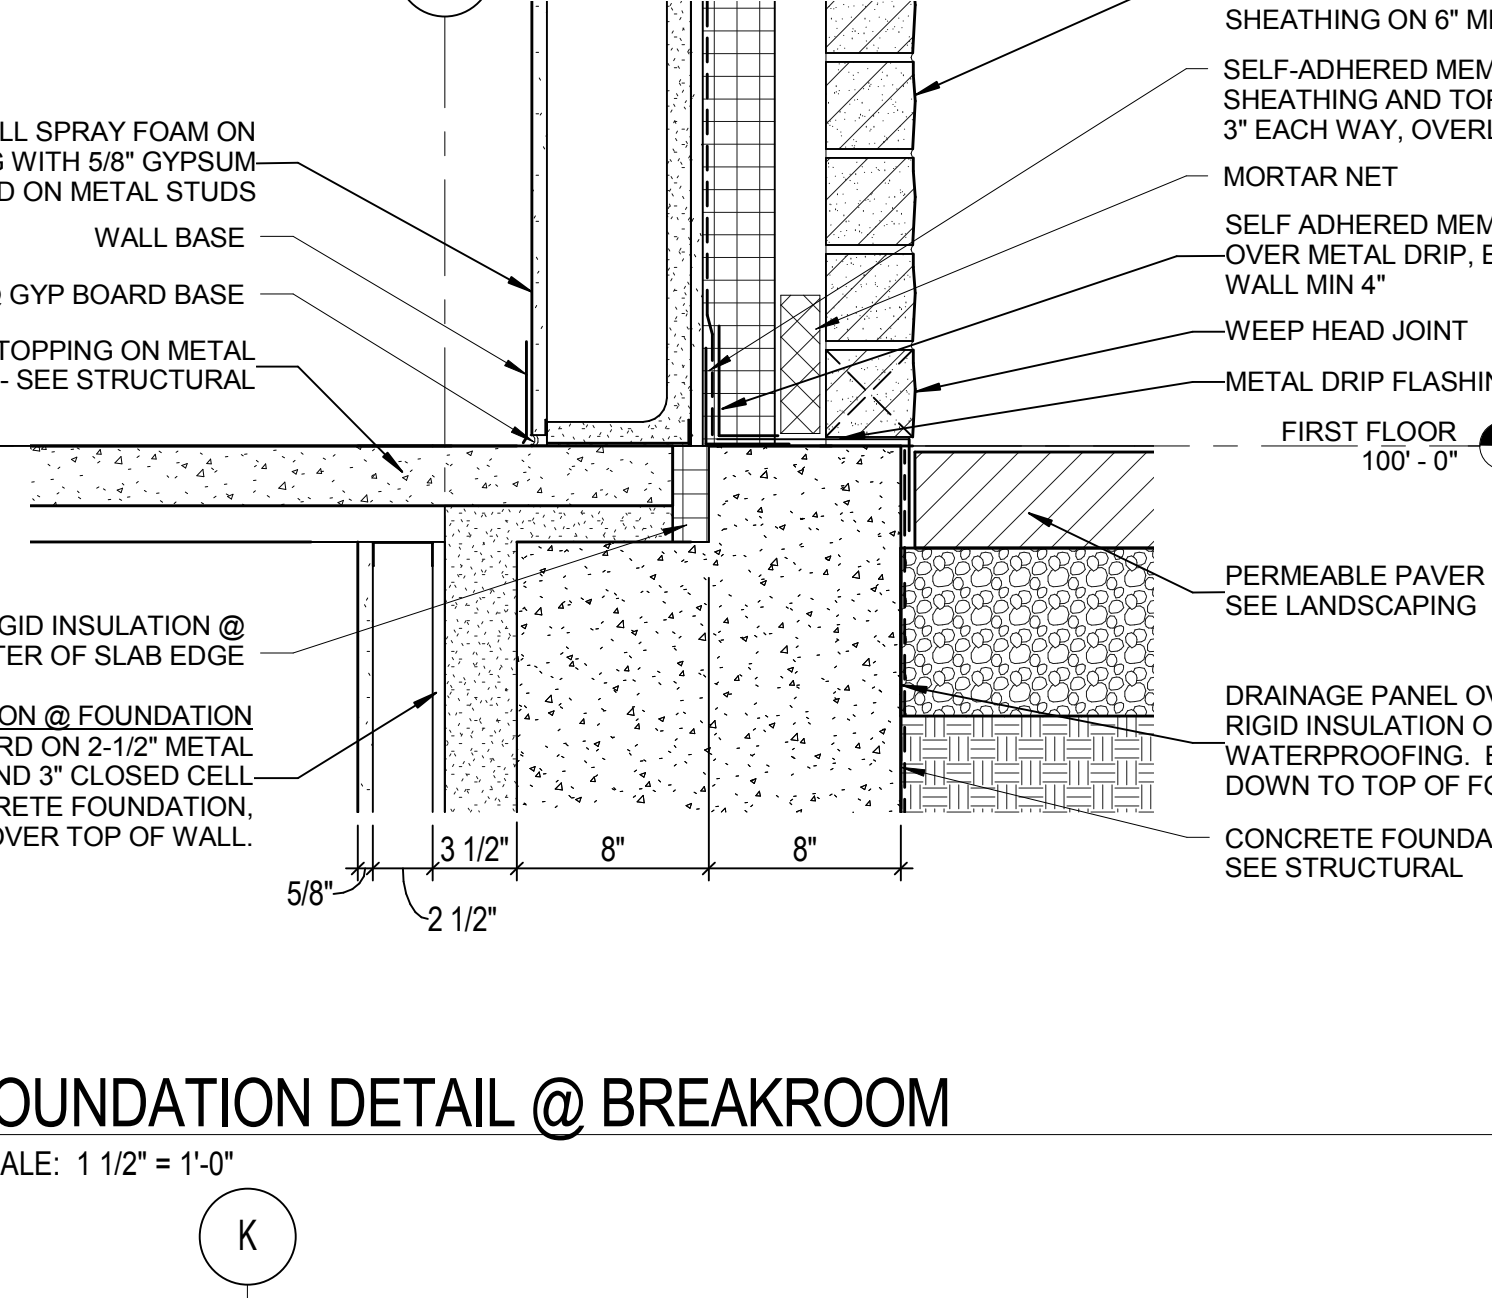 LL SPRAY FOAM ON
WITH 5/8" GYPSUM
ON METAL STUDS
WALL BASE
GYP BOARD BASE
TOPPING ON METAL
- SEE STRUCTURAL
GID INSULATION @
TER OF SLAB EDGE
ON @ FOUNDATION
RD ON 2-1/2" METAL
ND 3" CLOSED CELL
RETE FOUNDATION,
OVER TOP OF WALL.
SHEATHING ON 6" M
SELF-ADHERED MEM
SHEATHING AND TO
3" EACH WAY, OVERL
MORTAR NET
SELF ADHERED MEM
OVER METAL DRIP, E
WALL MIN 4"
WEEP HEAD JOINT
METAL DRIP FLASHIN
FIRST FLOOR
100' - 0"
PERMEABLE PAVER
SEE LANDSCAPING
DRAINAGE PANEL OV
RIGID INSULATION O
WATERPROOFING. E
DOWN TO TOP OF FO
CONCRETE FOUNDA
SEE STRUCTURAL
3 1/2"
8"
8"
5/8"
2 1/2"
OUNDATION DETAIL @ BREAKROOM
ALE: 1 1/2" = 1'-0"
K